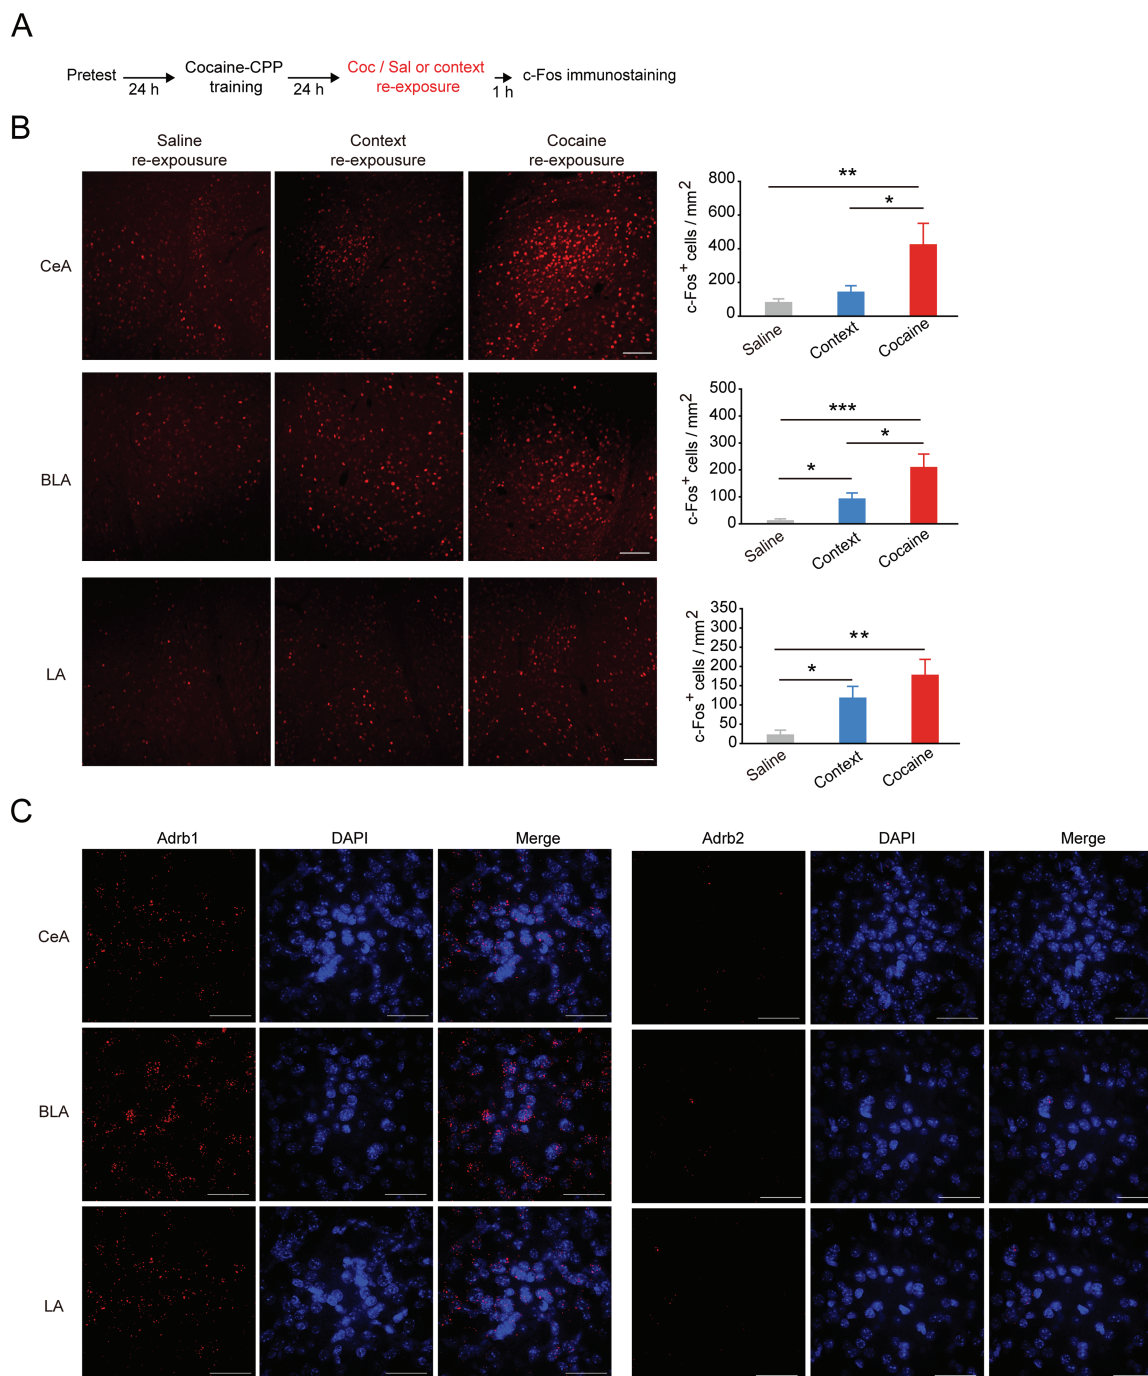 A
Pretest
24 h
Cocaine-CPP
training
24 h
Coc / Sal or context
re-exposure
1 h
c-Fos immunostaining
B
Saline
re-expousure
Context
re-expousure
Cocaine
re-expousure
CeA
c-Fos+ cells / mm2
800
600
400
200
0
**
*
Saline
Context
Cocaine
BLA
c-Fos+ cells / mm2
500
400
300
200
100
0
***
*
*
Saline
Context
Cocaine
LA
c-Fos+ cells / mm2
350
300
250
200
150
100
50
0
**
*
Saline
Context
Cocaine
C
Adrb1
DAPI
Merge
Adrb2
DAPI
Merge
CeA
BLA
LA